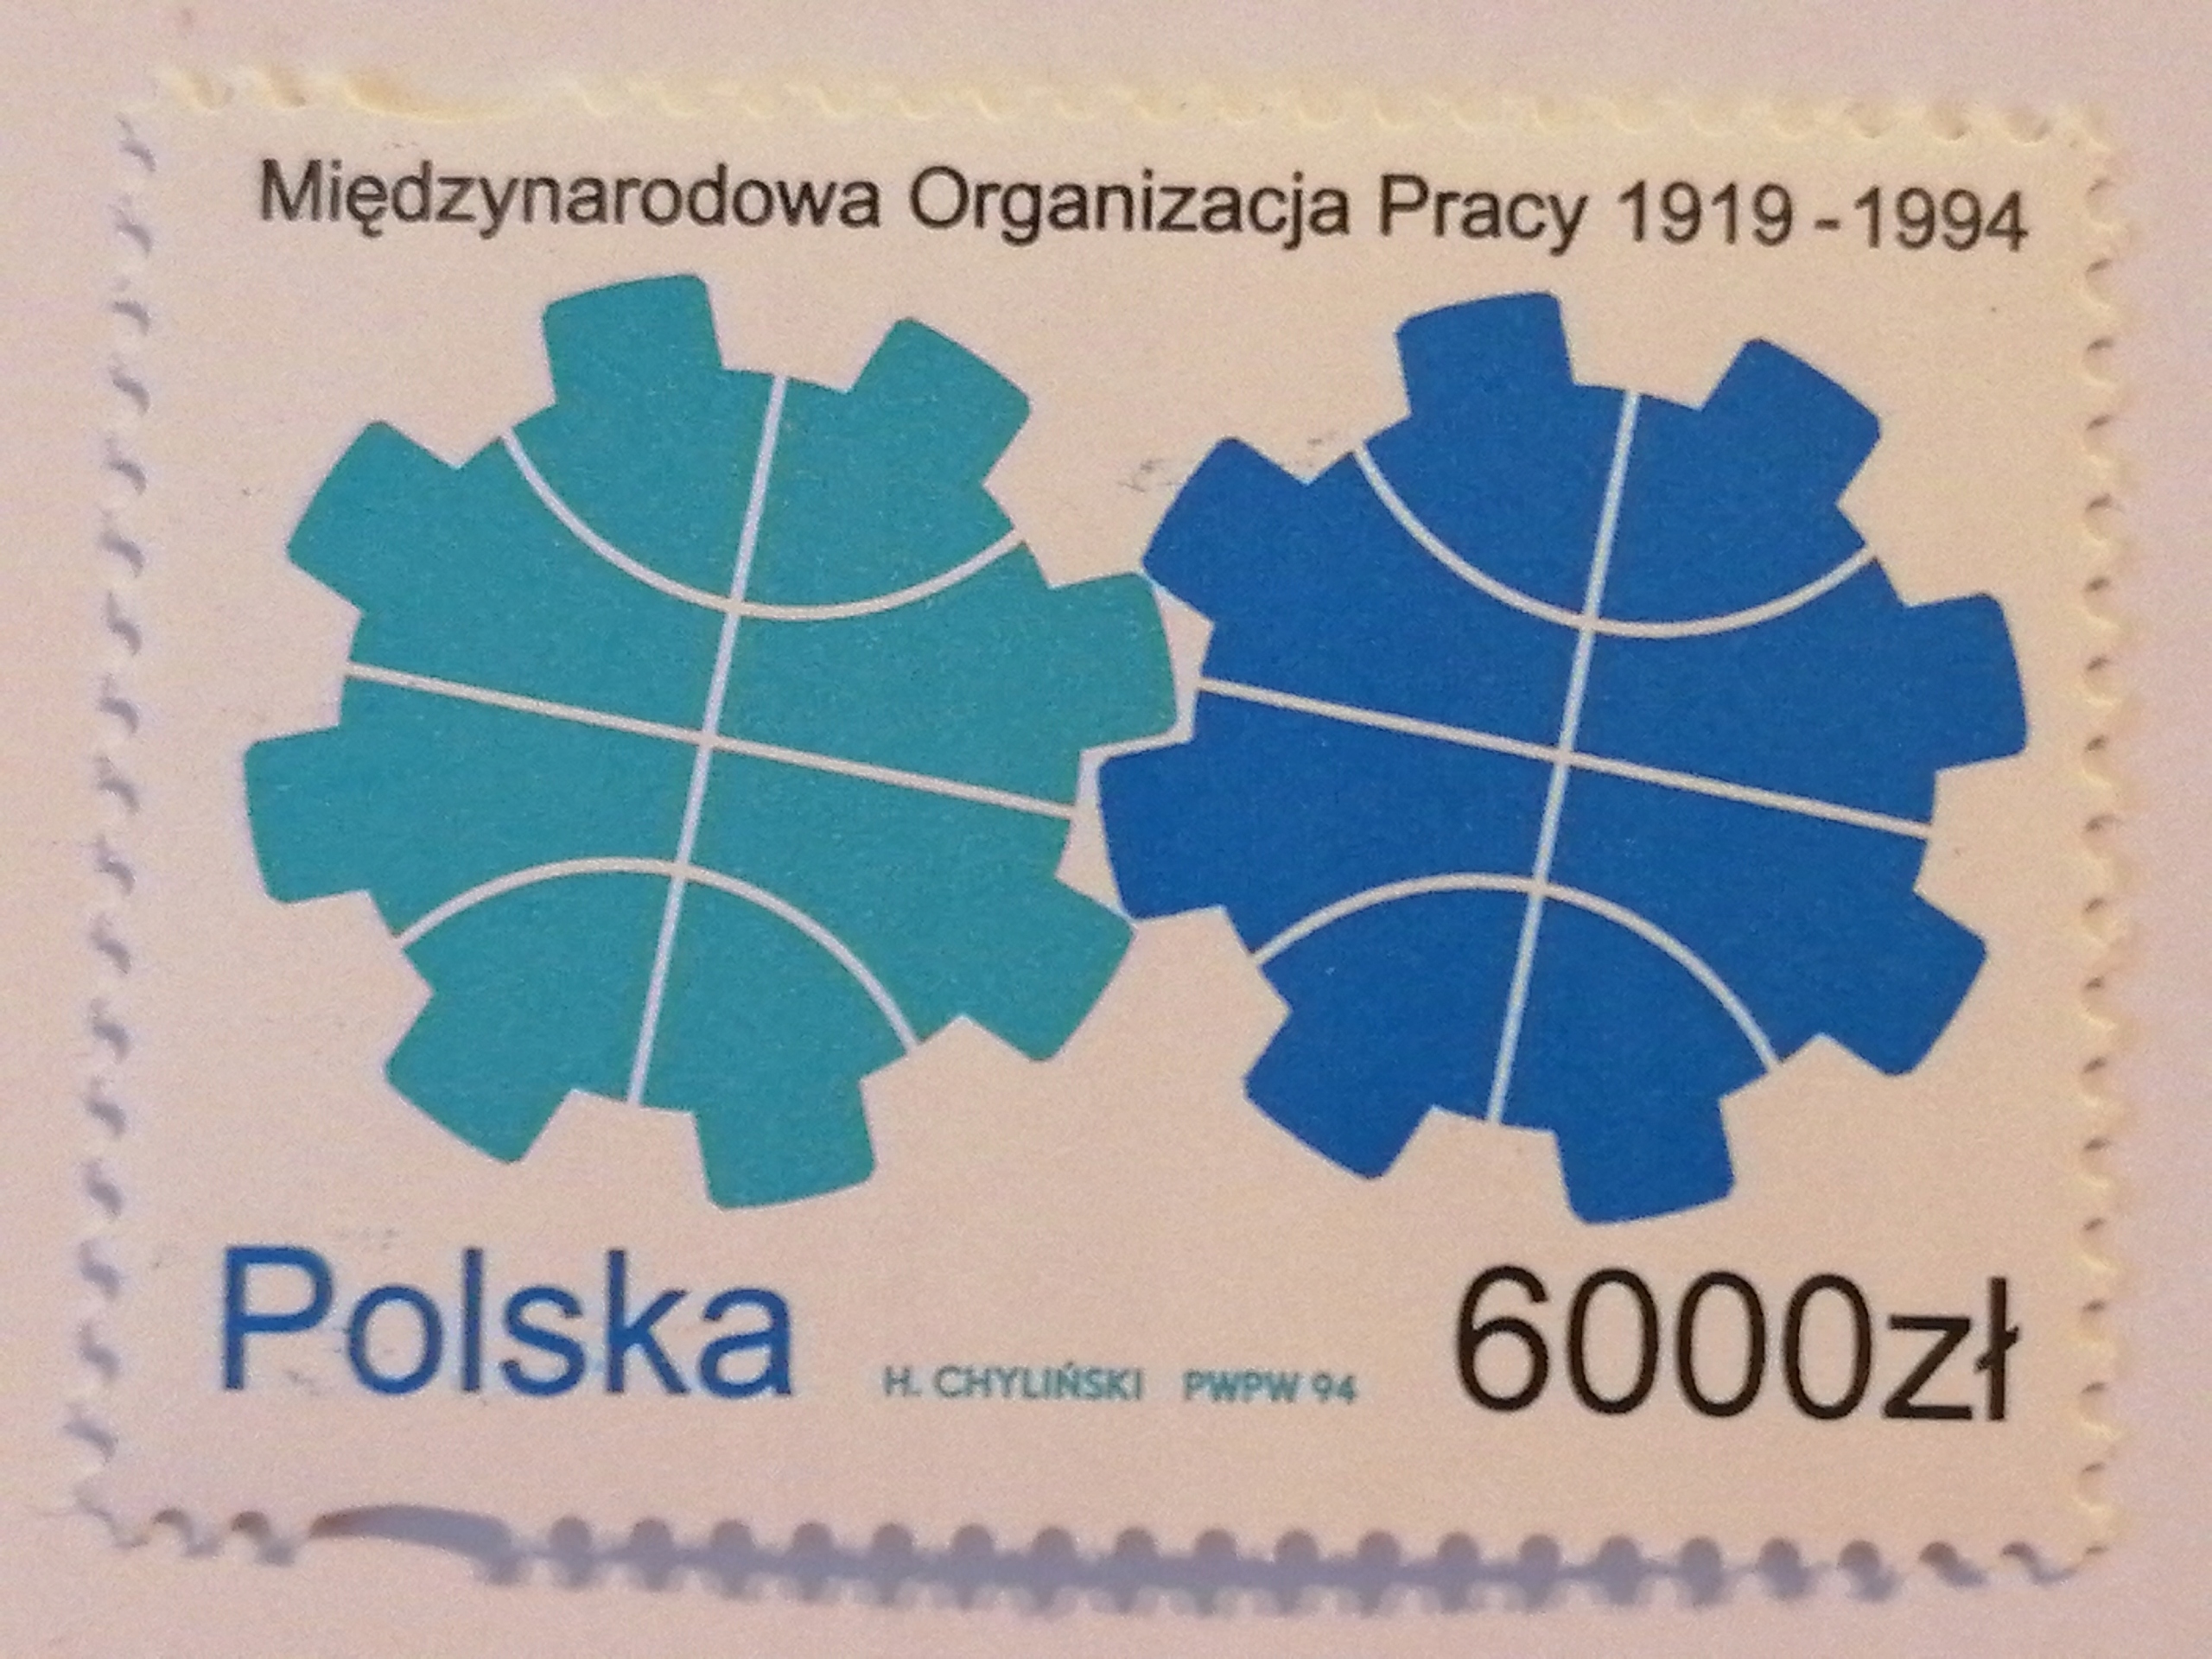 Międzynarodowa Organizacja Pracy 1919-1994
Polska
H. CHYLIŃSKI PWPW 94
6000zł